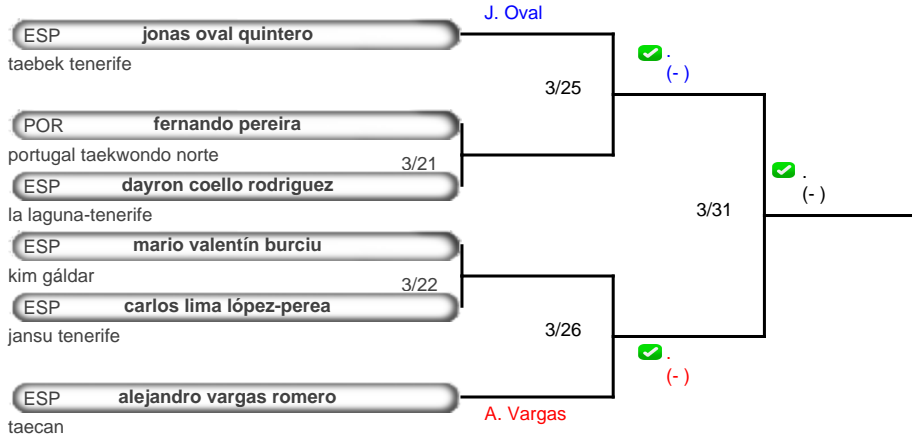 J. Oval
ESP jonas oval quintero
taebek tenerife
.
(- )
3/25
POR fernando pereira
portugal taekwondo norte
3/21
ESP dayron coello rodriguez
la laguna-tenerife
.
(- )
3/31
ESP mario valentín burciu
kim gáldar
3/22
ESP carlos lima lópez-perea
jansu tenerife
3/26
.
(- )
ESP alejandro vargas romero
A. Vargas
taecan